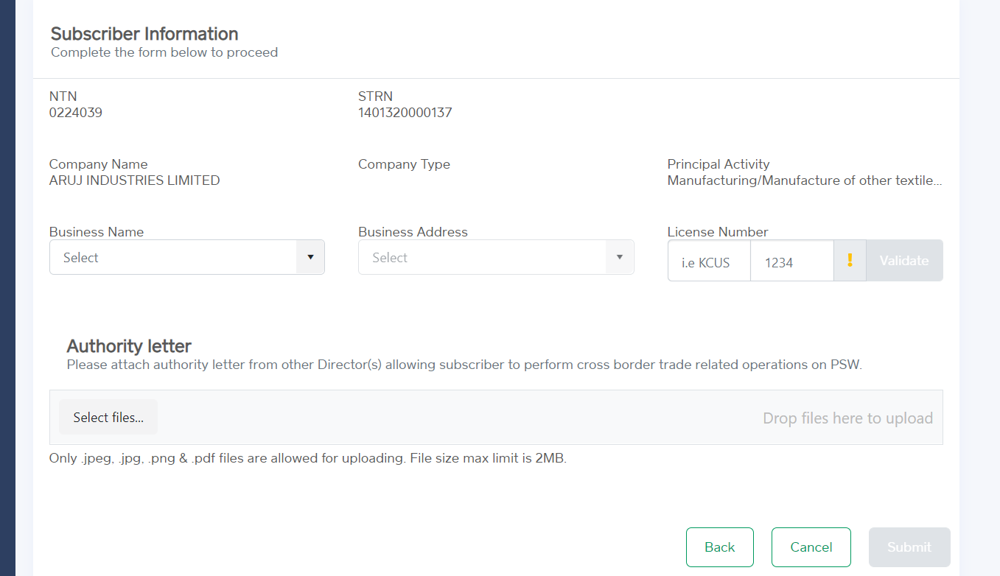 Subscriber Information
Complete the form below to proceed
NTN
0224039
STRN
1401320000137
Company Name
ARUJ INDUSTRIES LIMITED
Company Type
Principal Activity
Manufacturing/Manufacture of other textile...
Business Name
Select
Business Address
Select
License Number
i.e KCUS
1234
!
Validate
Authority letter
Please attach authority letter from other Director(s) allowing subscriber to perform cross border trade related operations on PSW.
Select files...
Drop files here to upload
Only .jpeg, .jpg, .png & .pdf files are allowed for uploading. File size max limit is 2MB.
Back
Cancel
Submit